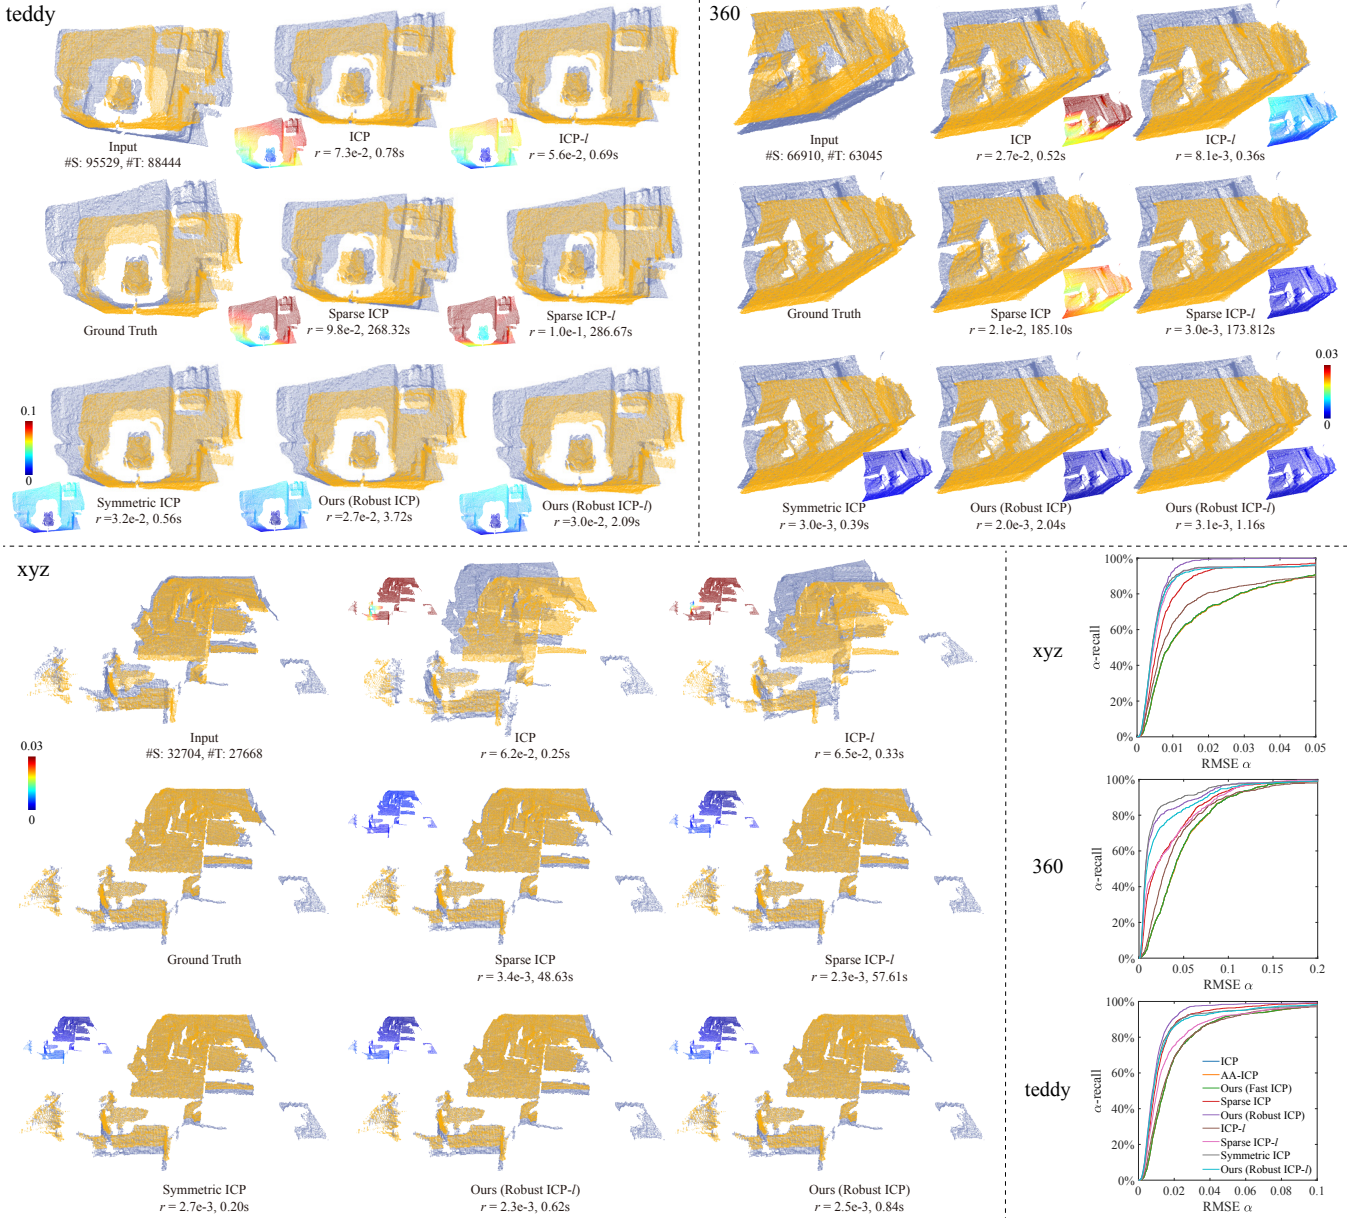 teddy
Input
#S: 95529, #T: 88444
ICP
r = 7.3e-2, 0.78s
ICP-l
r = 5.6e-2, 0.69s
Ground Truth
Sparse ICP
r = 9.8e-2, 268.32s
Sparse ICP-l
r = 1.0e-1, 286.67s
0.1
0
Symmetric ICP
r =3.2e-2, 0.56s
Ours (Robust ICP)
r =2.7e-2, 3.72s
Ours (Robust ICP-l)
r =3.0e-2, 2.09s
360
Input
#S: 66910, #T: 63045
ICP
r = 2.7e-2, 0.52s
ICP-l
r = 8.1e-3, 0.36s
Ground Truth
Sparse ICP
r = 2.1e-2, 185.10s
Sparse ICP-l
r = 3.0e-3, 173.812s
0.03
0
Symmetric ICP
r = 3.0e-3, 0.39s
Ours (Robust ICP)
r = 2.0e-3, 2.04s
Ours (Robust ICP-l)
r = 3.1e-3, 1.16s
xyz
Input
#S: 32704, #T: 27668
ICP
r = 6.2e-2, 0.25s
ICP-l
r = 6.5e-2, 0.33s
0.03
0
Ground Truth
Sparse ICP
r = 3.4e-3, 48.63s
Sparse ICP-l
r = 2.3e-3, 57.61s
Symmetric ICP
r = 2.7e-3, 0.20s
Ours (Robust ICP-l)
r = 2.3e-3, 0.62s
Ours (Robust ICP)
r = 2.5e-3, 0.84s
xyz
α-recall
100%
80%
60%
40%
20%
0%
0 0.01 0.02 0.03 0.04 0.05
RMSE α
360
α-recall
100%
80%
60%
40%
20%
0%
0 0.05 0.1 0.15 0.2
RMSE α
teddy
α-recall
100%
80%
60%
40%
20%
0%
0 0.02 0.04 0.06 0.08 0.1
RMSE α
ICP
AA-ICP
Ours (Fast ICP)
Sparse ICP
Ours (Robust ICP)
ICP-l
Sparse ICP-l
Symmetric ICP
Ours (Robust ICP-l)